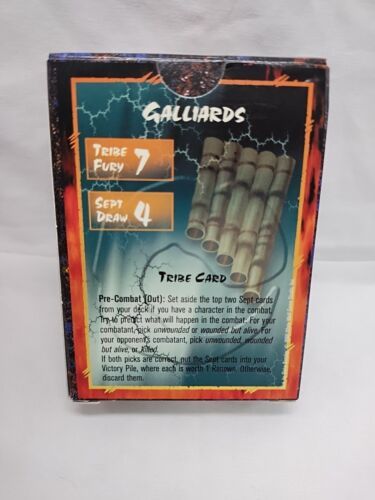 GALLIARDS
TRIBE
FURY 7
SEPT
DRAW 4
TRIBE CARD
Pre-Combat (Out): Set aside the top two Sept cards
from your deck if you have a character in the combat.
Try to predict what will happen in the combat. For your
combatant, pick unwounded or wounded but alive. For
your opponent's combatant, pick unwounded, wounded
but alive, or killed.
If both picks are correct, put the Sept cards into your
Victory Pile, where each is worth 1 Renown. Otherwise,
discard them.